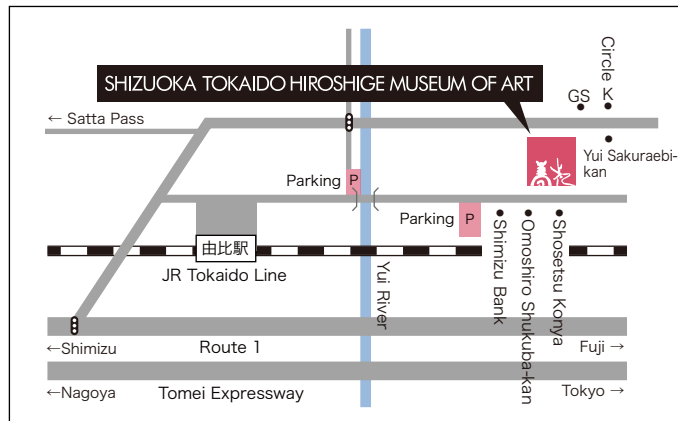 Circle K
SHIZUOKA TOKAIDO HIROSHIGE MUSEUM OF ART
GS
← Satta Pass
Yui Sakuraebi-
kan
Parking P
Parking P
由比駅
JR Tokaido Line
Yui River
Shimizu Bank
Omoshiro Shukuba-kan
Shosetsu Konya
←Shimizu
Route 1
Fuji →
←Nagoya
Tomei Expressway
Tokyo →